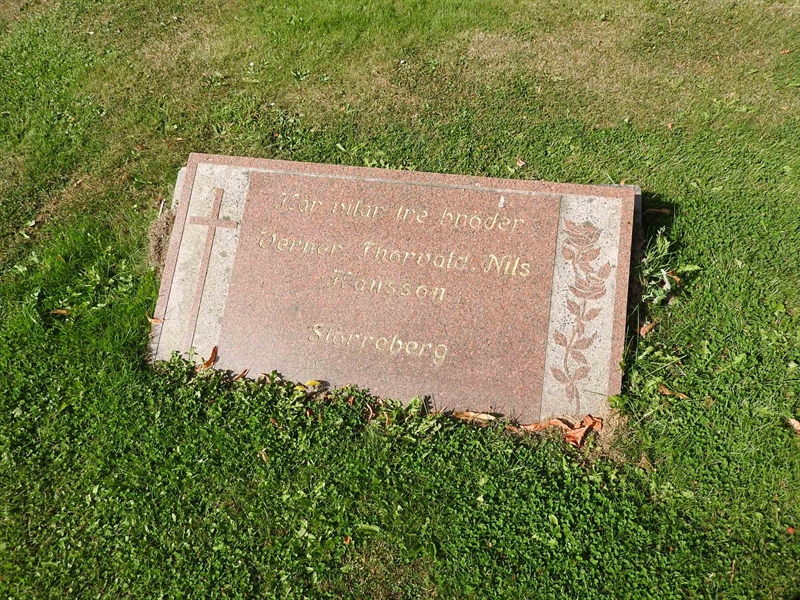 Här vilar tre bröder
Verner. Thorvald. Nils
Hansson
Störreberg